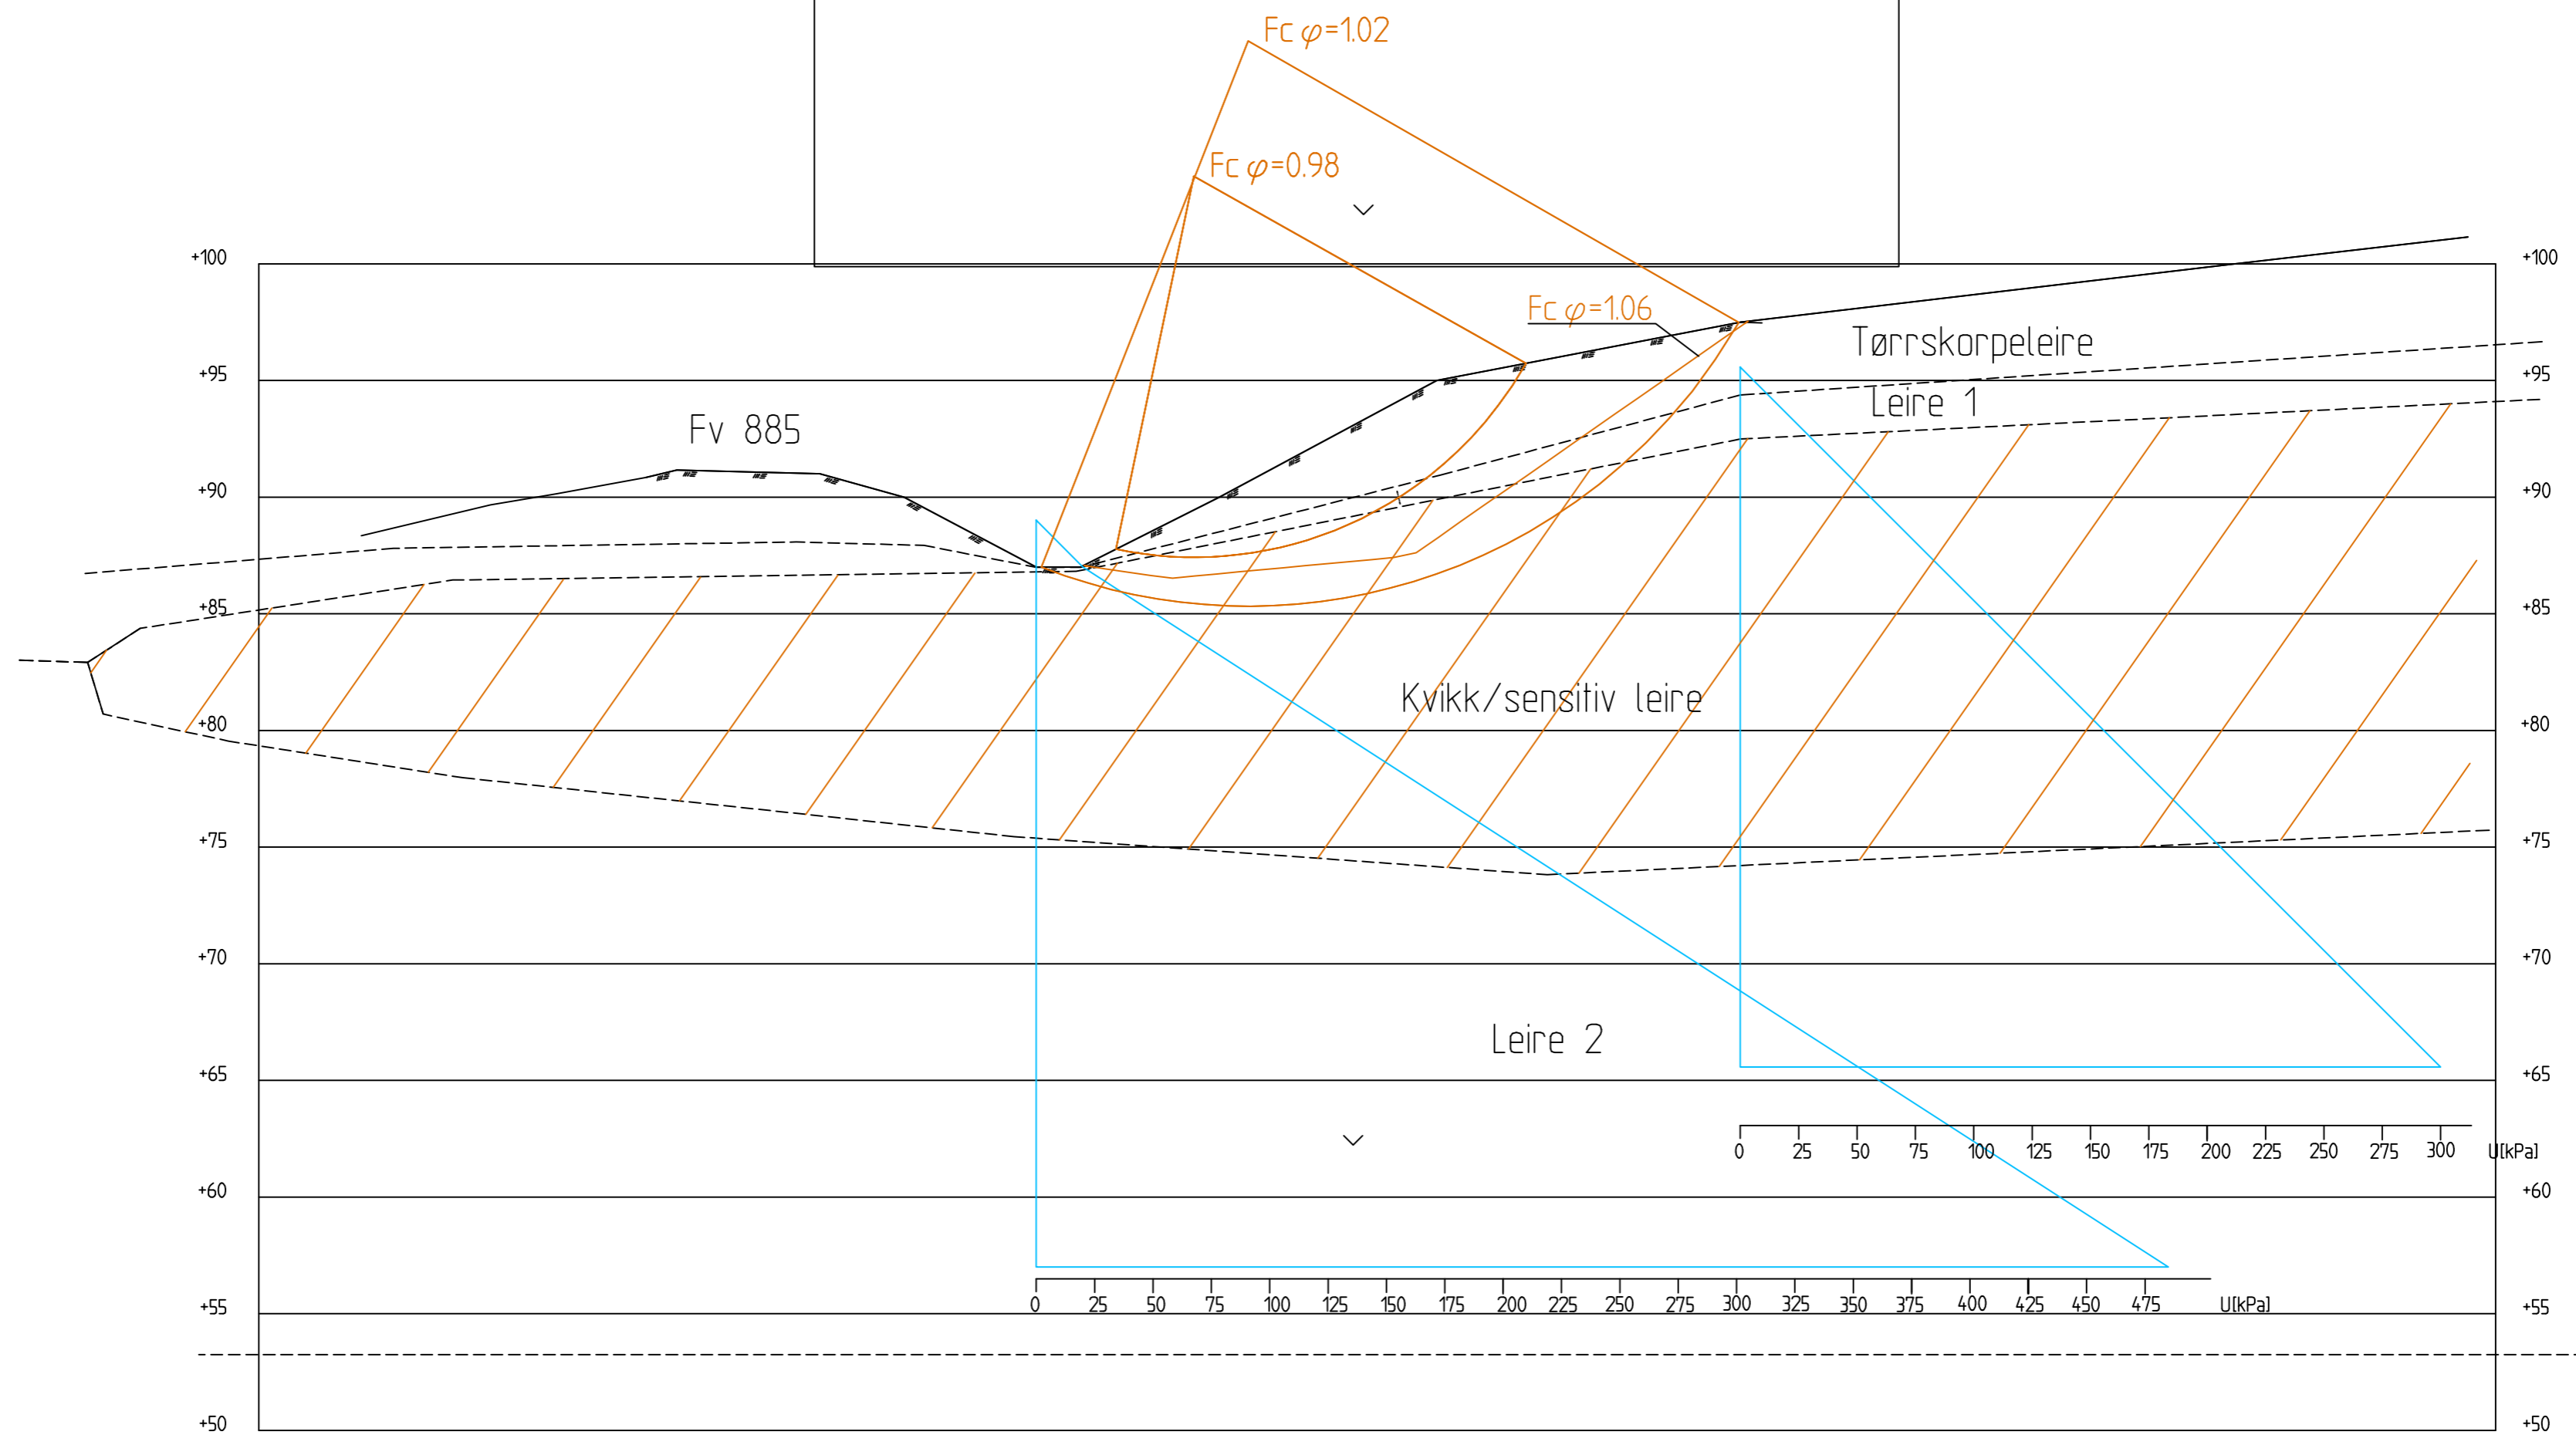 Fc φ=1.02
Fc φ=0.98
+100 +100
Fc φ=1.06
Tørrskorpeleire
+95 +95
Leire 1
Fv 885
+90 +90
+85 +85
Kvikk/sensitiv leire
+80 +80
+75 +75
+70 +70
Leire 2
+65 +65
0 25 50 75 100 125 150 175 200 225 250 275 300 U[kPa]
+60 +60
0 25 50 75 100 125 150 175 200 225 250 275 300 325 350 375 400 425 450 475 U[kPa]
+55 +55
+50 +50